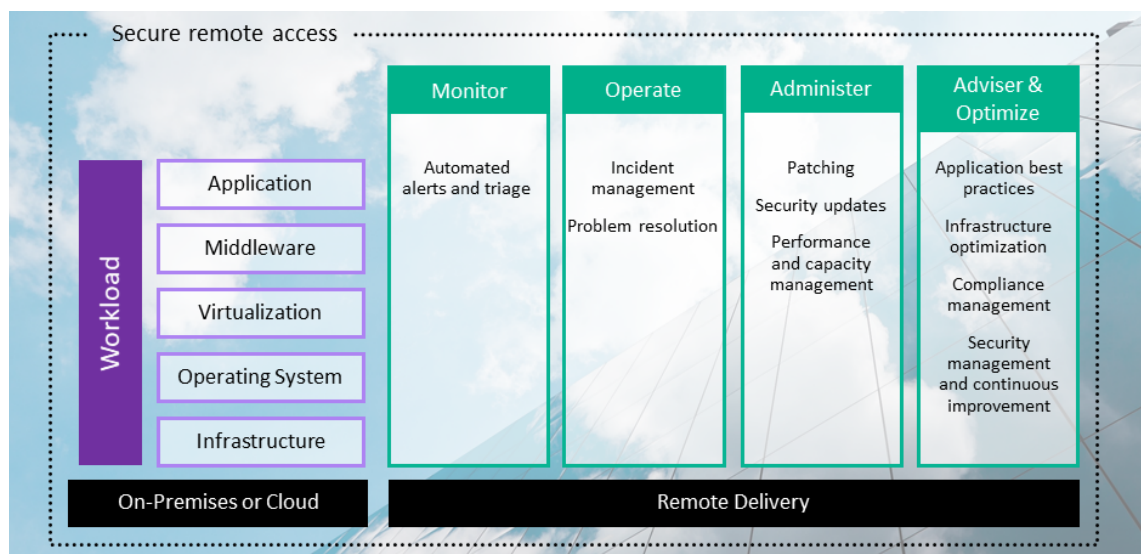 Secure remote access
Monitor
Operate
Administer
Adviser &
Optimize
Workload
Application
Middleware
Virtualization
Operating System
Infrastructure
Automated
alerts and triage
Incident
management
Problem resolution
Patching
Security updates
Performance
and capacity
management
Application best
practices
Infrastructure
optimization
Compliance
management
Security
management
and continuous
improvement
On-Premises or Cloud
Remote Delivery